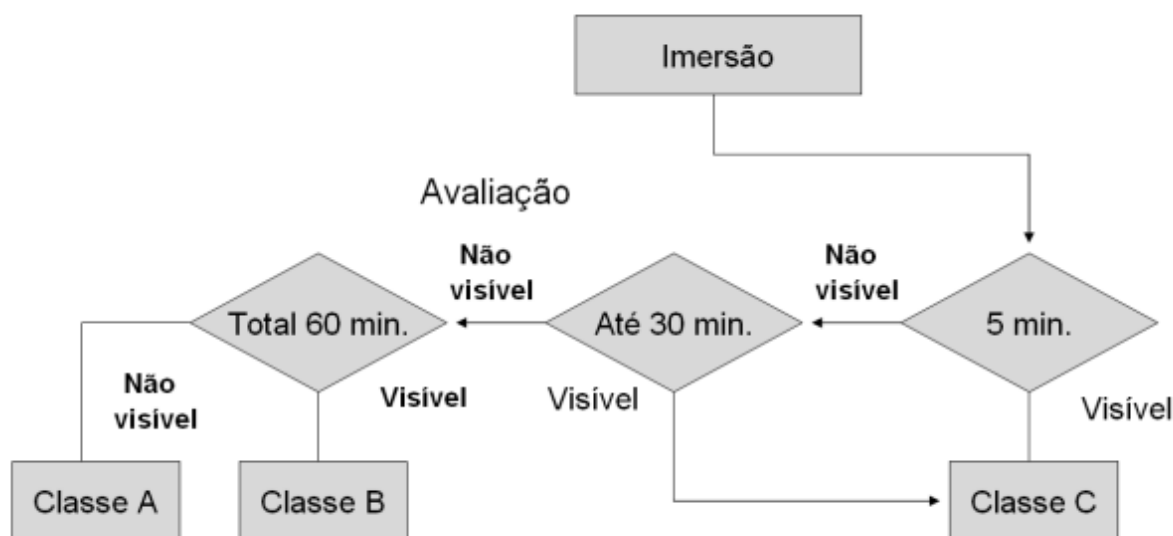 Imersão
Avaliação
Não
visível
Não
visível
Total 60 min.
Até 30 min.
5 min.
Não
visível
Visível
Visível
Visível
Classe A
Classe B
Classe C